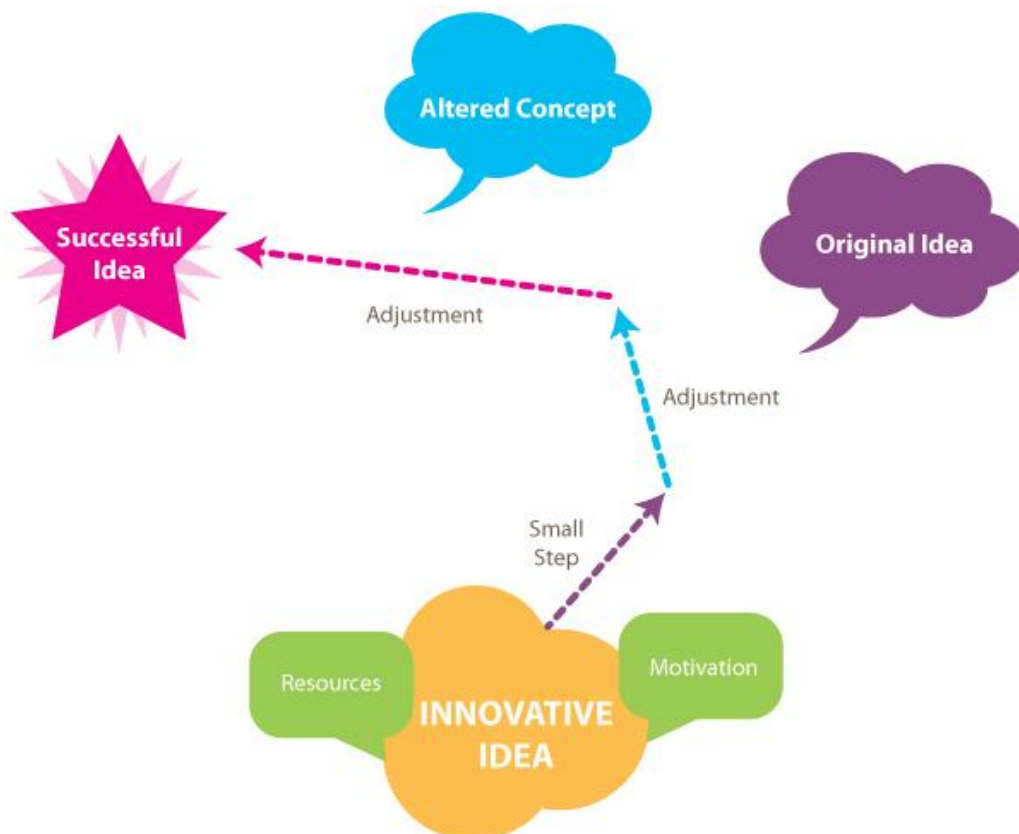 Altered Concept
Successful
Idea
Original Idea
Adjustment
Adjustment
Small
Step
Resources
Motivation
INNOVATIVE
IDEA